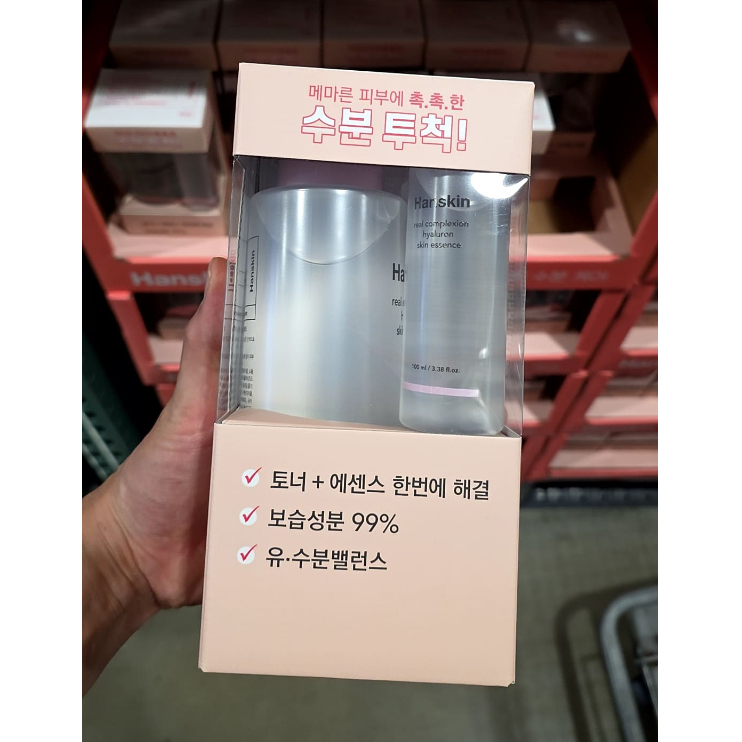 메마른 피부에 촉.촉.한
수분 투척!
Hanskin
real complexion
hyaluron
skin essence
100 ml / 3.38 fl.oz.
Ha
토너 + 에센스 한번에 해결
보습성분 99%
유·수분밸런스
Hanskin